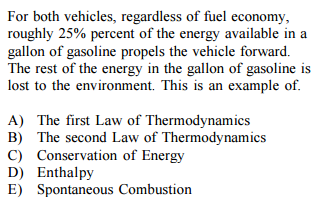 For both vehicles, regardless of fuel economy,
roughly 25% percent of the energy available in a
gallon of gasoline propels the vehicle forward.
The rest of the energy in the gallon of gasoline is
lost to the environment. This is an example of.
A) The first Law of Thermodynamics
B) The second Law of Thermodynamics
C) Conservation of Energy
D) Enthalpy
E) Spontaneous Combustion